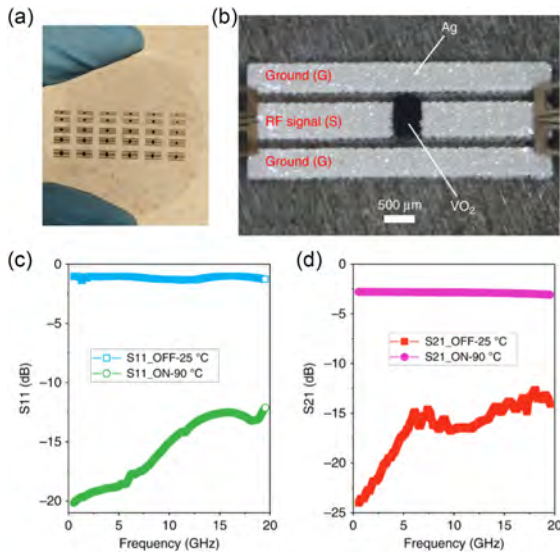 (a)
(b)
Ag
Ground (G)
RF signal (S)
Ground (G)
500 μm
VO₂
(c)
0
−5
−10
−15
−20
S11 (dB)
S11_OFF-25 °C
S11_ON-90 °C
0
5
10
15
20
Frequency (GHz)
(d)
0
−5
−10
−15
−20
−25
S21 (dB)
S21_OFF-25 °C
S21_ON-90 °C
0
5
10
15
20
Frequency (GHz)